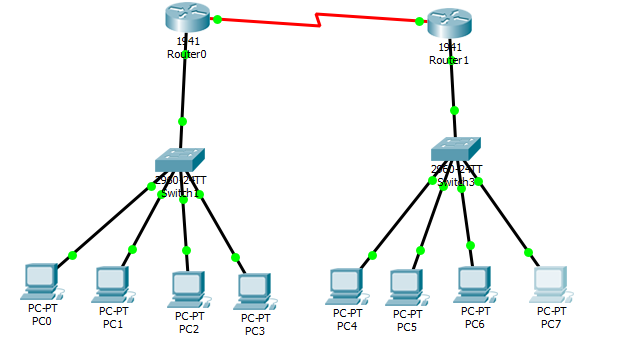 1941
Router0
1941
Router1
2960-24TT
Switch1
2960-24TT
Switch3
PC-PT
PC0
PC-PT
PC1
PC-PT
PC2
PC-PT
PC3
PC-PT
PC4
PC-PT
PC5
PC-PT
PC6
PC-PT
PC7